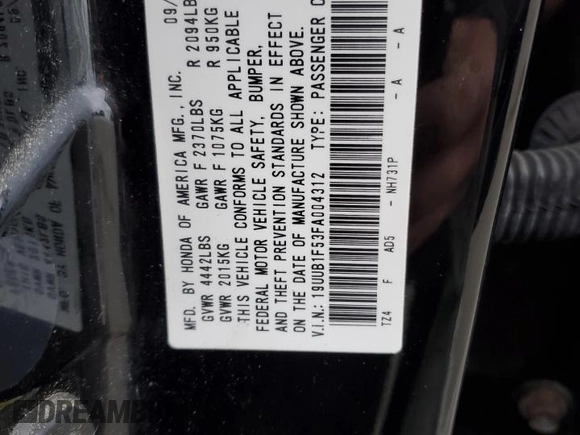 08/
MFD. BY HONDA OF AMERICA MFG., INC.
GVWR 4442LBS GAWR F 2370LBS R 2094LB
GVWR 2015KG GAWR F 1075KG R 950KG
THIS VEHICLE CONFORMS TO ALL APPLICABLE
FEDERAL MOTOR VEHICLE SAFETY, BUMPER,
AND THEFT PREVENTION STANDARDS IN EFFECT
ON THE DATE OF MANUFACTURE SHOWN ABOVE.
V.I.N.: 19UUB1F53FA004312 TYPE: PASSENGER C
TZ4 F AD5 - NH731P - A - A
DREAM